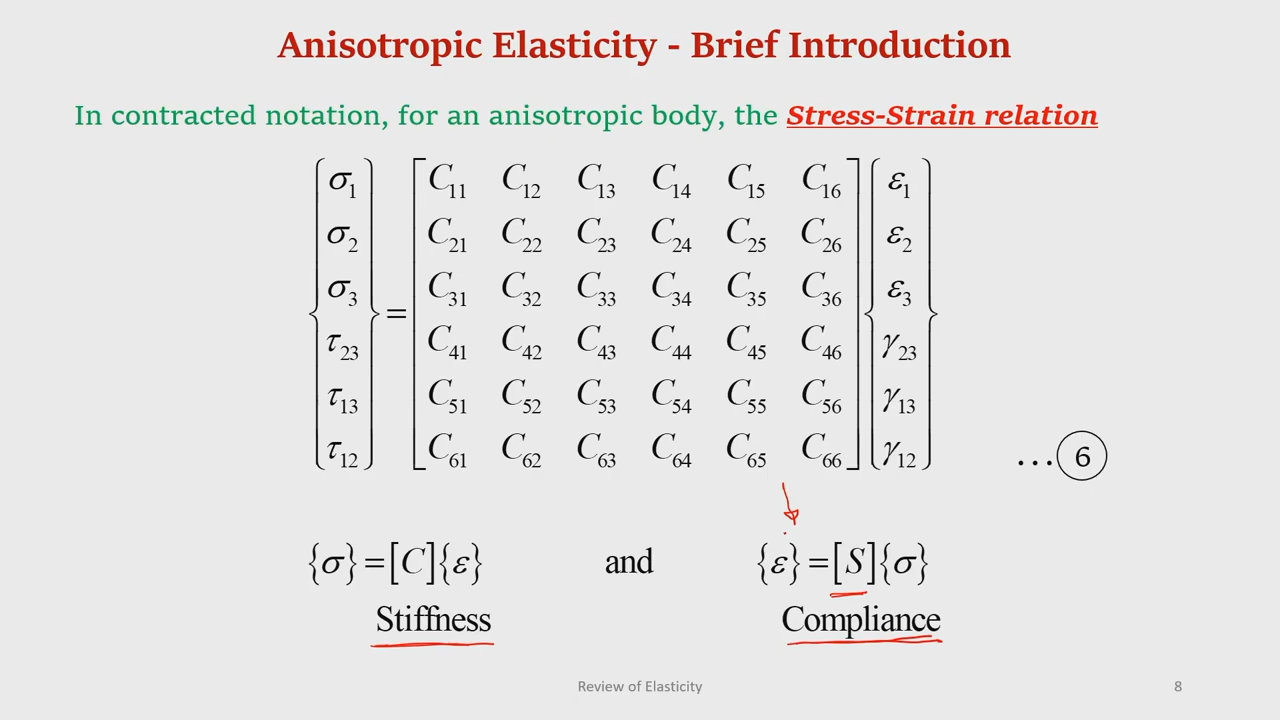 Anisotropic Elasticity - Brief Introduction
In contracted notation, for an anisotropic body, the Stress-Strain relation
σ1 C11 C12 C13 C14 C15 C16 ε1
σ2 C21 C22 C23 C24 C25 C26 ε2
σ3 C31 C32 C33 C34 C35 C36 ε3
=
τ23 C41 C42 C43 C44 C45 C46 γ23
τ13 C51 C52 C53 C54 C55 C56 γ13
τ12 C61 C62 C63 C64 C65 C66 γ12
...6
{σ}=[C]{ε} and {ε}=[S]{σ}
Stiffness Compliance
Review of Elasticity 8